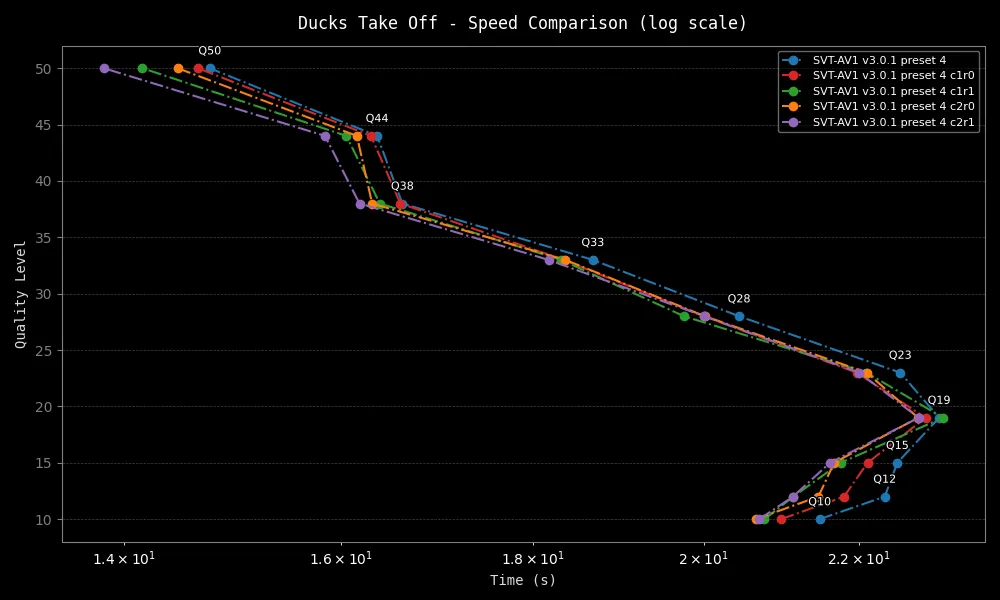 Ducks Take Off - Speed Comparison (log scale)
SVT-AV1 v3.0.1 preset 4
SVT-AV1 v3.0.1 preset 4 c1r0
SVT-AV1 v3.0.1 preset 4 c1r1
SVT-AV1 v3.0.1 preset 4 c2r0
SVT-AV1 v3.0.1 preset 4 c2r1
Quality Level
50
45
40
35
30
25
20
15
10
Q50
Q44
Q38
Q33
Q28
Q23
Q19
Q15
Q12
Q10
1.4 × 10¹
1.6 × 10¹
1.8 × 10¹
2 × 10¹
2.2 × 10¹
Time (s)